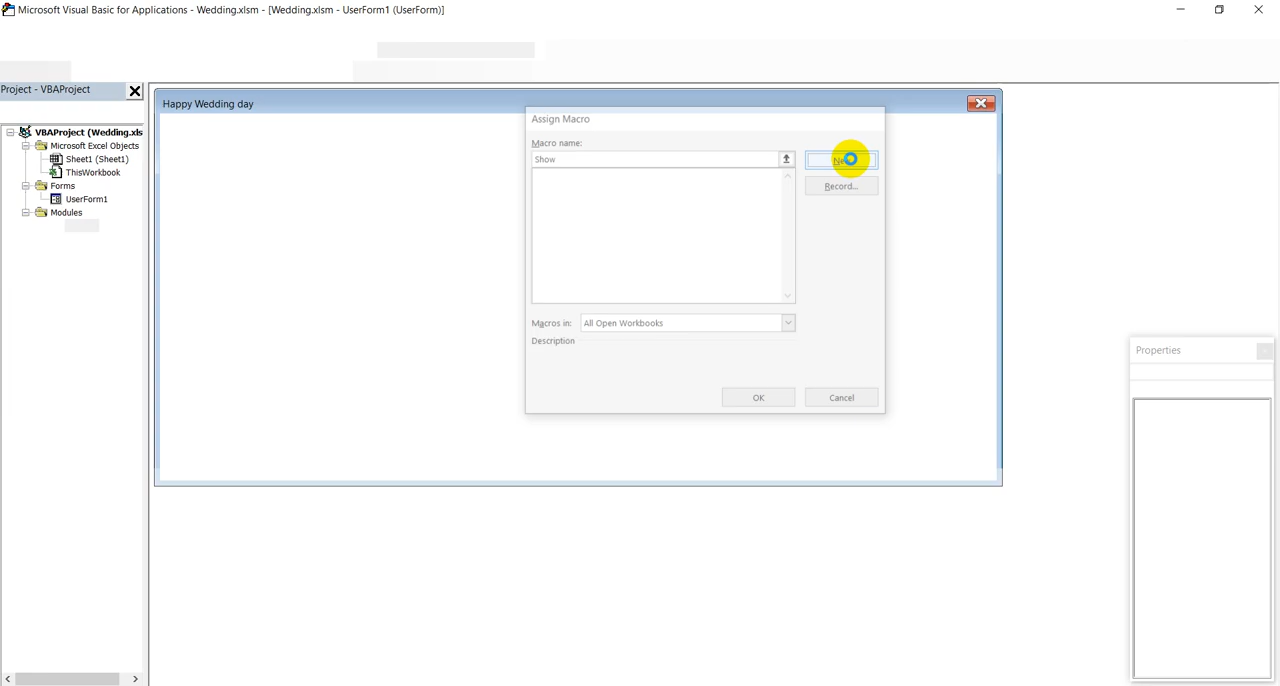 Microsoft Visual Basic for Applications - Wedding.xlsm - [Wedding.xlsm - UserForm1 (UserForm)]
Project - VBAProject
VBAProject (Wedding.xls
Microsoft Excel Objects
Sheet1 (Sheet1)
ThisWorkbook
Forms
UserForm1
Modules
Happy Wedding day
Assign Macro
Macro name:
Show
Record...
Macros in:
All Open Workbooks
Description
OK
Cancel
Properties